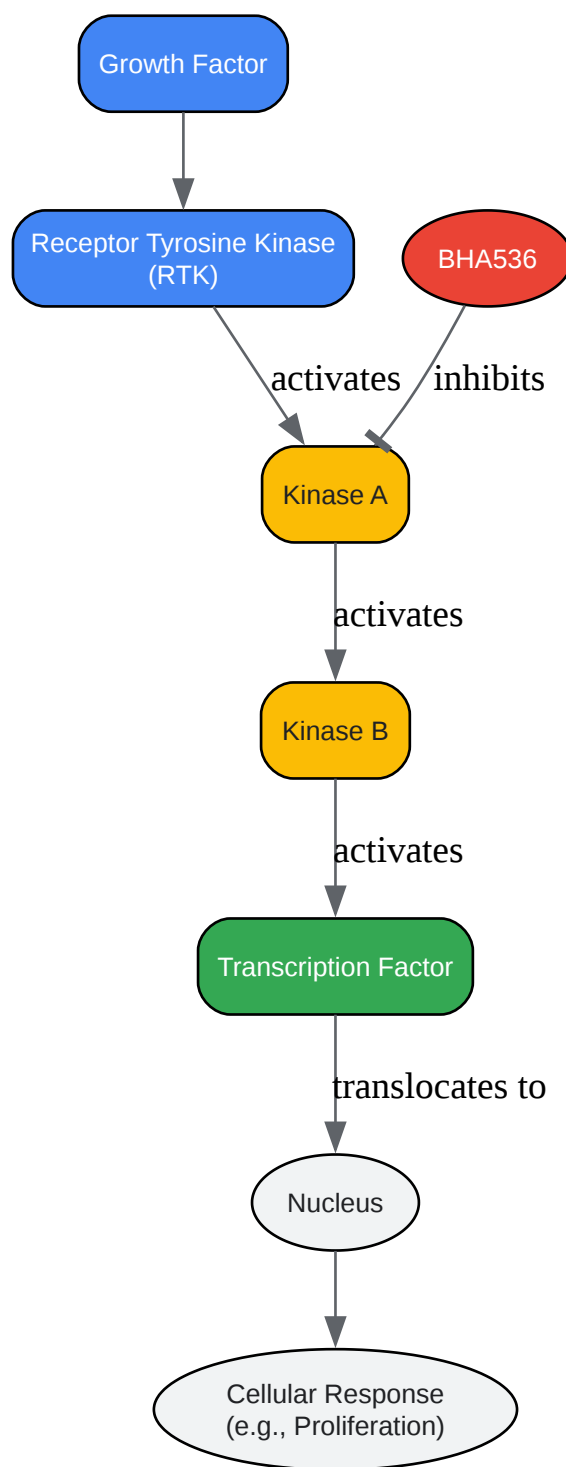 Growth Factor
Receptor Tyrosine Kinase
(RTK)
BHA536
activates
inhibits
Kinase A
activates
Kinase B
activates
Transcription Factor
translocates to
Nucleus
Cellular Response
(e.g., Proliferation)